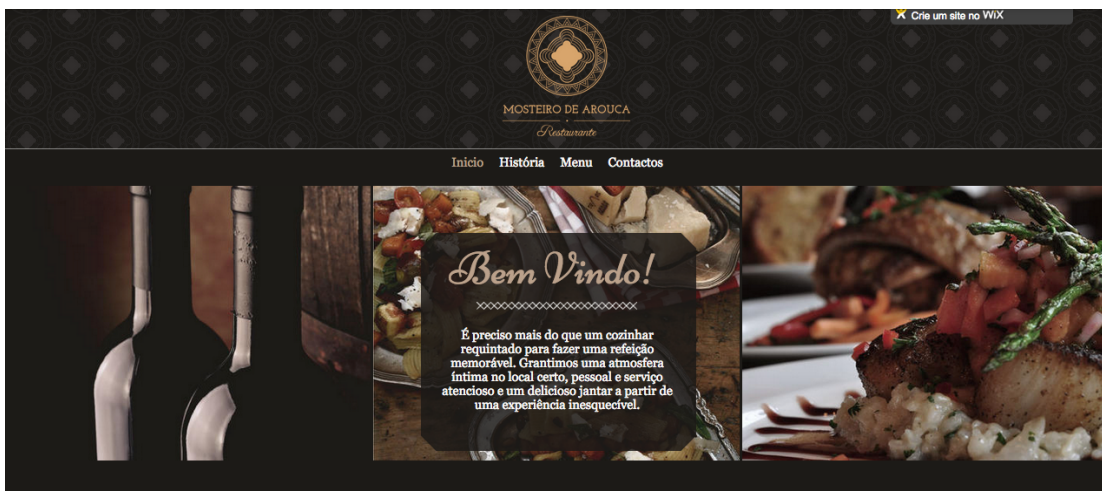 Crie um site no WiX
MOSTEIRO DE AROUCA
Restaurante
Inicio História Menu Contactos
Bem Vindo!
É preciso mais do que um cozinhar
requintado para fazer uma refeição
memorável. Grantimos uma atmosfera
íntima no local certo, pessoal e serviço
atencioso e um delicioso jantar a partir de
uma experiência inesquecível.